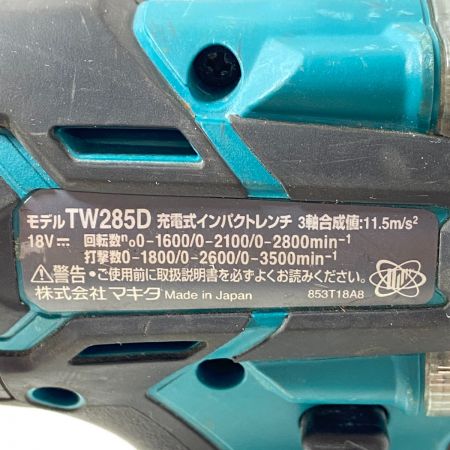 モデルTW285D 充電式インパクトレンチ 3軸合成値:11.5m/s²
18V⎓ 回転数n₀0-1600/0-2100/0-2800min⁻¹
打撃数0-1800/0-2600/0-3500min⁻¹
⚠警告・ご使用前に取扱説明書を必ずよくお読みください。
株式会社マキタ Made in Japan 853T18A8